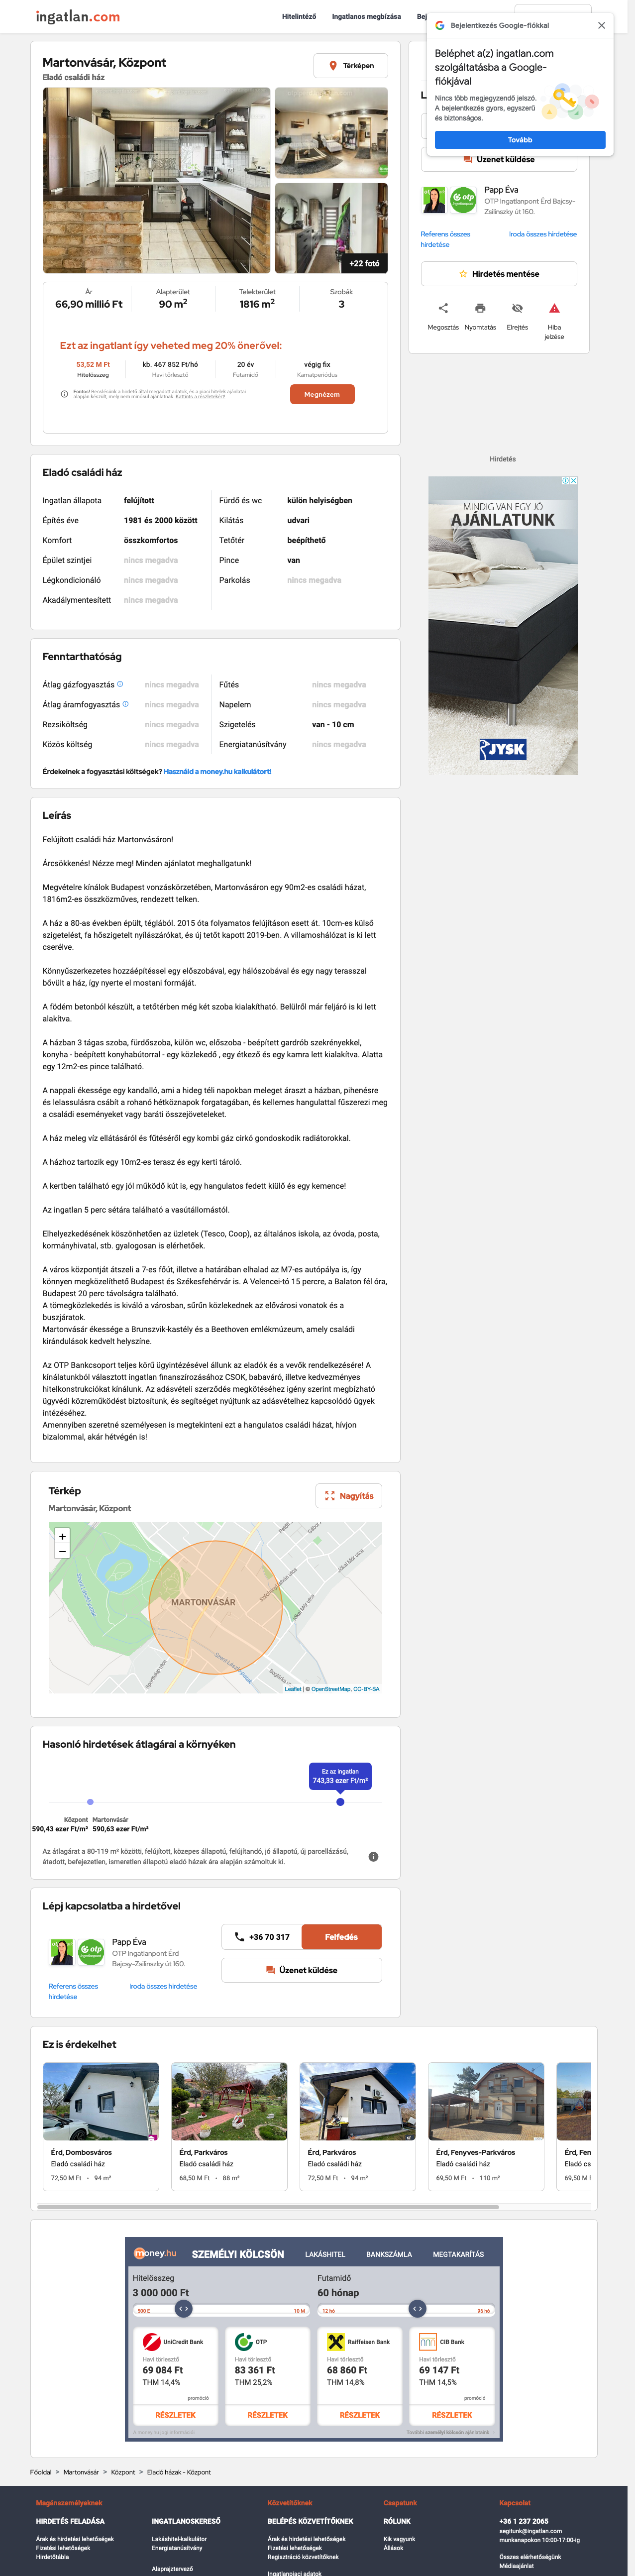 ingatlan.com
Hitelintéző
Ingatlanos megbízása
Bej
Bejelentkezés Google-fiókkal
Beléphet a(z) ingatlan.com
szolgáltatásba a Google-
fiókjával
Nincs több megjegyzendő jelszó.
A bejelentkezés gyors, egyszerű
és biztonságos.
Tovább
Martonvásár, Központ
Eladó családi ház
Térképen
+22 fotó
Üzenet küldése
Papp Éva
OTP Ingatlanpont Érd Bajcsy-
Zsilinszky út 160.
Referens összes
hirdetése
Iroda összes hirdetése
Hirdetés mentése
Megosztás
Nyomtatás
Elrejtés
Hiba
jelzése
Ár
66,90 millió Ft
Alapterület
90 m2
Telekterület
1816 m2
Szobák
3
Ezt az ingatlant így veheted meg 20% önerővel:
53,52 M Ft
Hitelösszeg
kb. 467 852 Ft/hó
Havi törlesztő
20 év
Futamidő
végig fix
Kamatperiódus
Megnézem
Hirdetés
MINDIG VAN EGY JÓ
AJÁNLATUNK
JYSK
Eladó családi ház
Ingatlan állapota felújított
Építés éve 1981 és 2000 között
Komfort összkomfortos
Épület szintjei nincs megadva
Légkondicionáló nincs megadva
Akadálymentesített nincs megadva
Fürdő és wc külön helyiségben
Kilátás udvari
Tetőtér beépíthető
Pince van
Parkolás nincs megadva
Fenntarthatóság
Átlag gázfogyasztás nincs megadva
Átlag áramfogyasztás nincs megadva
Rezsiköltség nincs megadva
Közös költség nincs megadva
Fűtés nincs megadva
Napelem nincs megadva
Szigetelés van - 10 cm
Energiatanúsítvány nincs megadva
Érdekelnek a fogyasztási költségek? Használd a money.hu kalkulátort!
Leírás
Felújított családi ház Martonvásáron!
Árcsökkenés! Nézze meg! Minden ajánlatot meghallgatunk!
Megvételre kínálok Budapest vonzáskörzetében, Martonvásáron egy 90m2-es családi házat,
1816m2-es összközműves, rendezett telken.
A ház a 80-as években épült, téglából. 2015 óta folyamatos felújításon esett át. 10cm-es külső
szigetelést, fa hőszigetelt nyílászárókat, és új tetőt kapott 2019-ben. A villamoshálózat is ki lett
cserélve.
Könnyűszerkezetes hozzáépítéssel egy előszobával, egy hálószobával és egy nagy terasszal
bővült a ház, így nyerte el mostani formáját.
A födém betonból készült, a tetőtérben még két szoba kialakítható. Belülről már feljáró is ki lett
alakítva.
A házban 3 tágas szoba, fürdőszoba, külön wc, előszoba - beépített gardrób szekrényekkel,
konyha - beépített konyhabútorral - egy közlekedő , egy étkező és egy kamra lett kialakítva. Alatta
egy 12m2-es pince található.
A nappali ékessége egy kandalló, ami a hideg téli napokban meleget áraszt a házban, pihenésre
és lelassulásra csábít a rohanó hétköznapok forgatagában, és kellemes hangulattal fűszerezi meg
a családi eseményeket vagy baráti összejöveteleket.
A ház meleg víz ellátásáról és fűtéséről egy kombi gáz cirkó gondoskodik radiátorokkal.
A házhoz tartozik egy 10m2-es terasz és egy kerti tároló.
A kertben található egy jól működő kút is, egy hangulatos fedett kiülő és egy kemence!
Az ingatlan 5 perc sétára található a vasútállomástól.
Elhelyezkedésének köszönhetően az üzletek (Tesco, Coop), az általános iskola, az óvoda, posta,
kormányhivatal, stb. gyalogosan is elérhetőek.
A város központját átszeli a 7-es főút, illetve a határában elhalad az M7-es autópálya is, így
könnyen megközelíthető Budapest és Székesfehérvár is. A Velencei-tó 15 percre, a Balaton fél óra,
Budapest 20 perc távolságra található.
A tömegközlekedés is kiváló a városban, sűrűn közlekednek az elővárosi vonatok és a
buszjáratok.
Martonvásár ékessége a Brunszvik-kastély és a Beethoven emlékmúzeum, amely családi
kirándulások kedvelt helyszíne.
Az OTP Bankcsoport teljes körű ügyintézésével állunk az eladók és a vevők rendelkezésére! A
kínálatunkból választott ingatlan finanszírozásához CSOK, babaváró, illetve kedvezményes
hitelkonstrukciókat kínálunk. Az adásvételi szerződés megkötéséhez igény szerint megbízható
ügyvédi közreműködést biztosítunk, és segítséget nyújtunk az adásvételhez kapcsolódó ügyek
intézéséhez.
Amennyiben szeretné személyesen is megtekinteni ezt a hangulatos családi házat, hívjon
bizalommal, akár hétvégén is!
Térkép
Martonvásár, Központ
Nagyítás
+
−
MARTONVÁSÁR
Leaflet | © OpenStreetMap, CC-BY-SA
Hasonló hirdetések átlagárai a környéken
Ez az ingatlan
743,33 ezer Ft/m²
Központ
590,43 ezer Ft/m²
Martonvásár
590,63 ezer Ft/m²
Az átlagárat a 80-119 m² közötti, felújított, közepes állapotú, felújítandó, jó állapotú, új parcellázású,
átadott, befejezetlen, ismeretlen állapotú eladó házak ára alapján számoltuk ki.
Lépj kapcsolatba a hirdetővel
Papp Éva
OTP Ingatlanpont Érd
Bajcsy-Zsilinszky út 160.
Referens összes
hirdetése
Iroda összes hirdetése
+36 70 317
Felfedés
Üzenet küldése
Ez is érdekelhet
Érd, Dombosváros
Eladó családi ház
72,50 M Ft • 94 m²
Érd, Parkváros
Eladó családi ház
68,50 M Ft • 88 m²
Érd, Parkváros
Eladó családi ház
72,50 M Ft • 94 m²
Érd, Fenyves-Parkváros
Eladó családi ház
69,50 M Ft • 110 m²
Érd, Fen
Eladó cs
69,50 M F
money.hu
SZEMÉLYI KÖLCSÖN
LAKÁSHITEL
BANKSZÁMLA
MEGTAKARÍTÁS
Hitelösszeg
3 000 000 Ft
500 E
10 M
Futamidő
60 hónap
12 hó
96 hó
UniCredit Bank
Havi törlesztő
69 084 Ft
THM 14,4%
promóció
RÉSZLETEK
OTP
Havi törlesztő
83 361 Ft
THM 25,2%
RÉSZLETEK
Raiffeisen Bank
Havi törlesztő
68 860 Ft
THM 14,8%
RÉSZLETEK
CIB Bank
Havi törlesztő
69 147 Ft
THM 14,5%
promóció
RÉSZLETEK
Főoldal > Martonvásár > Központ > Eladó házak - Központ
Magánszemélyeknek
HIRDETÉS FELADÁSA
Árak és hirdetési lehetőségek
Fizetési lehetőségek
Hirdetőtábla
INGATLANOSKERESŐ
Lakáshitel-kalkulátor
Energiatanúsítvány
Alaprajztervező
Közvetítőknek
BELÉPÉS KÖZVETÍTŐKNEK
Árak és hirdetési lehetőségek
Fizetési lehetőségek
Regisztráció közvetítőknek
Ingatlanpiaci adatok
Csapatunk
RÓLUNK
Kik vagyunk
Állások
Kapcsolat
+36 1 237 2065
segitunk@ingatlan.com
munkanapokon 10:00-17:00-ig
Összes elérhetőségünk
Médiaajánlat